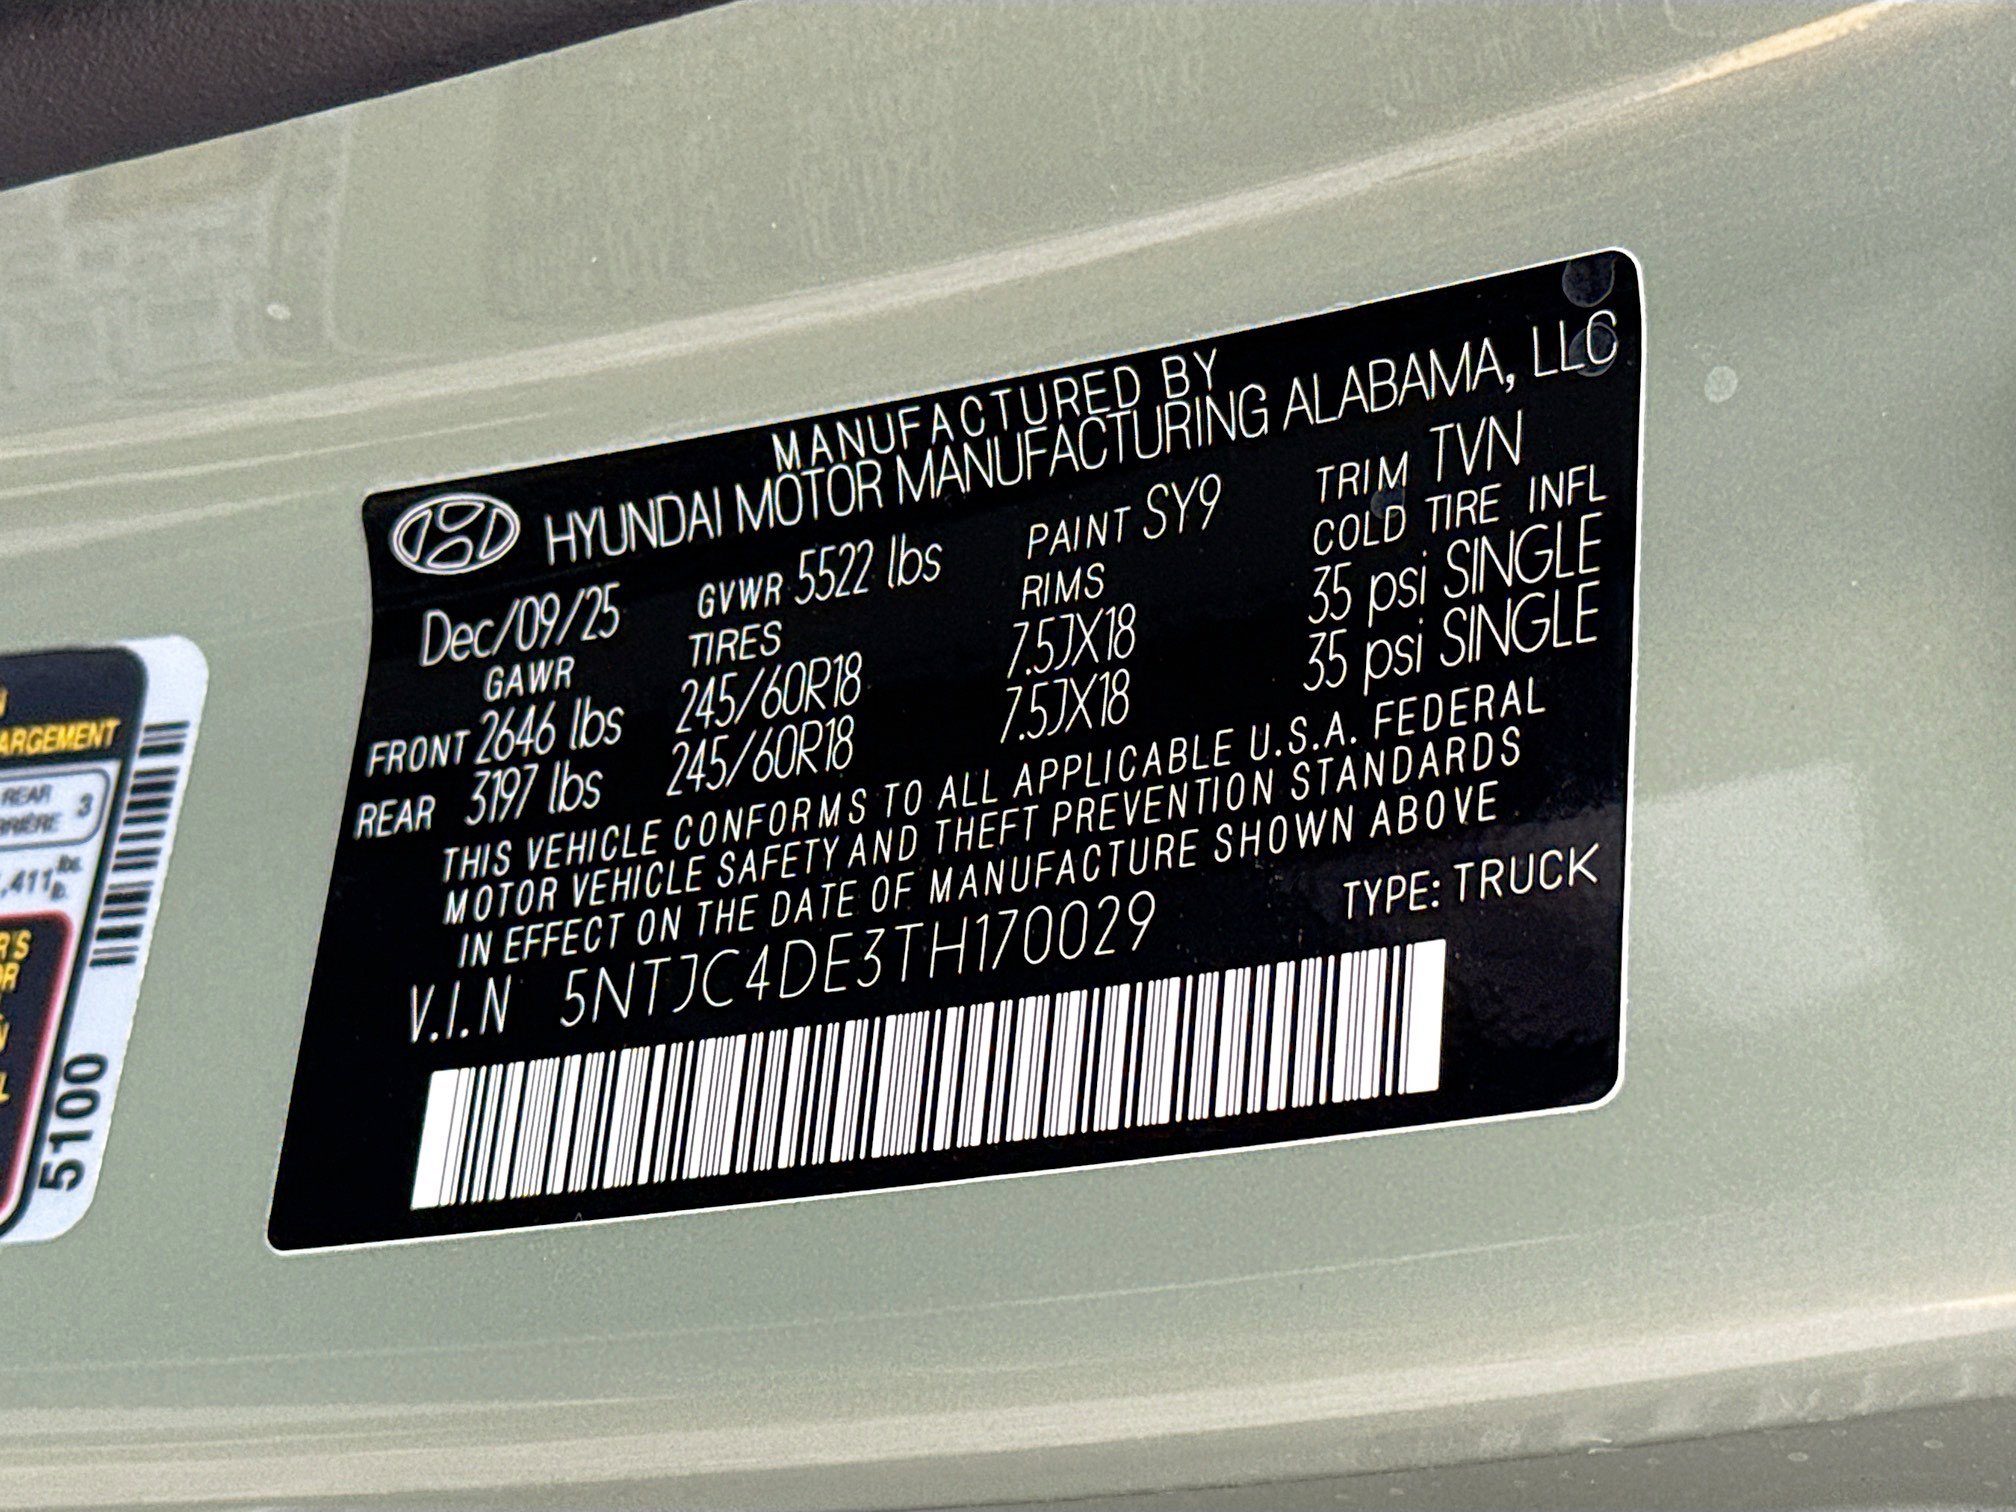 MANUFACTURED BY
HYUNDAI MOTOR MANUFACTURING ALABAMA, LLC
Dec/09/25 GVWR 5522 lbs PAINT SY9 TRIM TVN
GAWR TIRES RIMS COLD TIRE INFL
FRONT 2646 lbs 245/60R18 7.5JX18 35 psi SINGLE
REAR 3197 lbs 245/60R18 7.5JX18 35 psi SINGLE
THIS VEHICLE CONFORMS TO ALL APPLICABLE U.S.A. FEDERAL
MOTOR VEHICLE SAFETY AND THEFT PREVENTION STANDARDS
IN EFFECT ON THE DATE OF MANUFACTURE SHOWN ABOVE
V.I.N 5NTJC4DE3TH170029 TYPE: TRUCK
ARGEMENT
REAR 3
5100